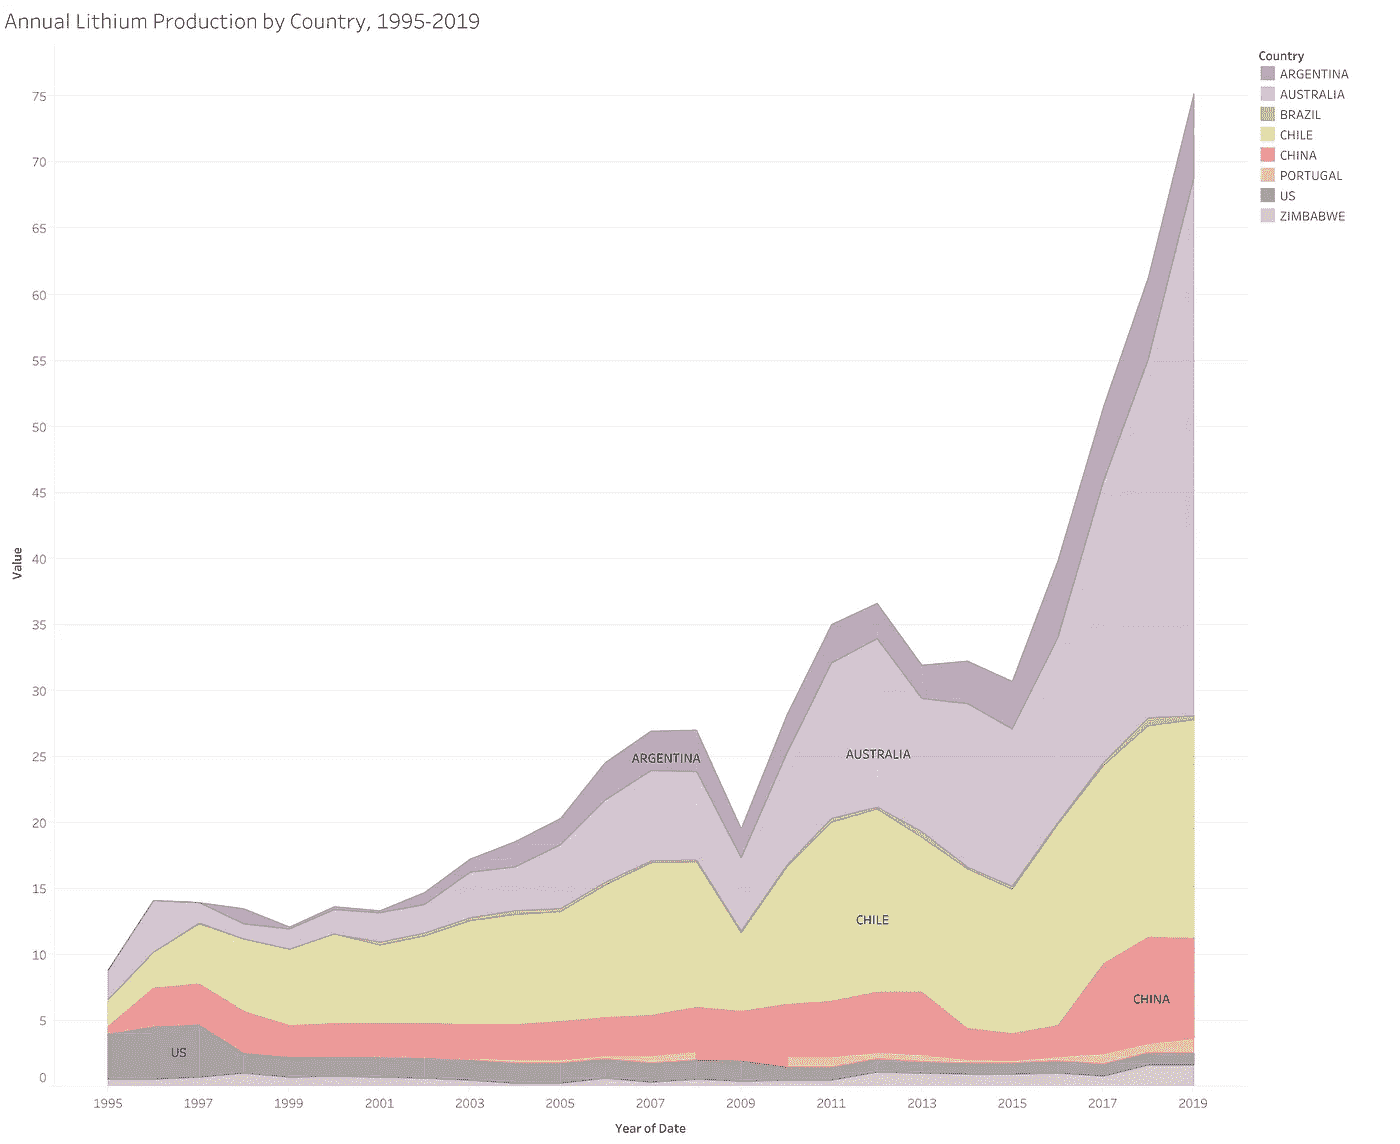 Annual Lithium Production by Country, 1995-2019
Country
ARGENTINA
AUSTRALIA
BRAZIL
CHILE
CHINA
PORTUGAL
US
ZIMBABWE
75
70
65
60
55
50
45
40
35
30
25
20
15
10
5
0
Value
ARGENTINA
AUSTRALIA
CHILE
CHINA
US
1995 1997 1999 2001 2003 2005 2007 2009 2011 2013 2015 2017 2019
Year of Date